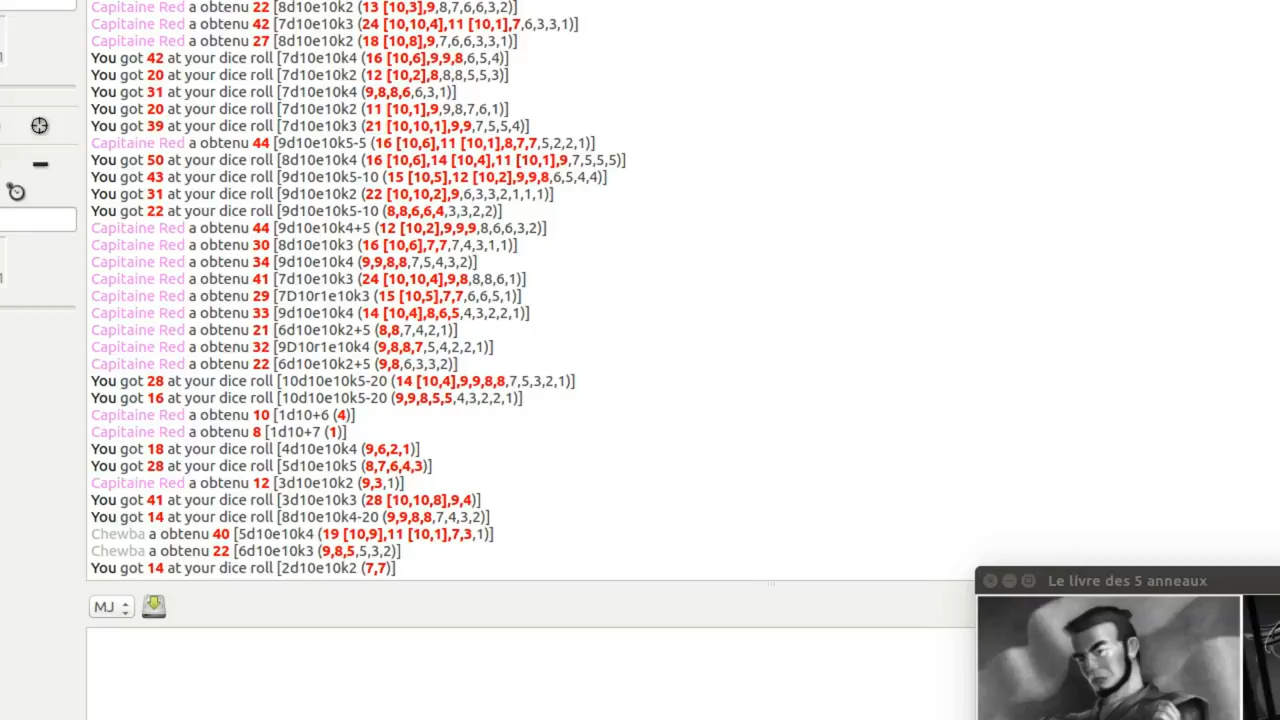 Capitaine Red a obtenu 22 [8d10e10k2 (13 [10,3],9,8,7,6,6,3,2)]
Capitaine Red a obtenu 42 [7d10e10k3 (24 [10,10,4],11 [10,1],7,6,3,3,1)]
Capitaine Red a obtenu 27 [8d10e10k2 (18 [10,8],9,7,6,6,3,3,1)]
You got 42 at your dice roll [7d10e10k4 (16 [10,6],9,9,8,6,5,4)]
You got 20 at your dice roll [7d10e10k2 (12 [10,2],8,8,8,5,5,3)]
You got 31 at your dice roll [7d10e10k4 (9,8,8,6,6,3,1)]
You got 20 at your dice roll [7d10e10k2 (11 [10,1],9,9,8,7,6,1)]
You got 39 at your dice roll [7d10e10k3 (21 [10,10,1],9,9,7,5,5,4)]
Capitaine Red a obtenu 44 [9d10e10k5-5 (16 [10,6],11 [10,1],8,7,7,5,2,2,1)]
You got 50 at your dice roll [8d10e10k4 (16 [10,6],14 [10,4],11 [10,1],9,7,5,5,5)]
You got 43 at your dice roll [9d10e10k5-10 (15 [10,5],12 [10,2],9,9,8,6,5,4,4)]
You got 31 at your dice roll [9d10e10k2 (22 [10,10,2],9,6,3,3,2,1,1,1)]
You got 22 at your dice roll [9d10e10k5-10 (8,8,6,6,4,3,3,2,2)]
Capitaine Red a obtenu 44 [9d10e10k4+5 (12 [10,2],9,9,9,8,6,6,3,2)]
Capitaine Red a obtenu 30 [8d10e10k3 (16 [10,6],7,7,7,4,3,1,1)]
Capitaine Red a obtenu 34 [9d10e10k4 (9,9,8,8,7,5,4,3,2)]
Capitaine Red a obtenu 41 [7d10e10k3 (24 [10,10,4],9,8,8,8,6,1)]
Capitaine Red a obtenu 29 [7D10r1e10k3 (15 [10,5],7,7,6,6,5,1)]
Capitaine Red a obtenu 33 [9d10e10k4 (14 [10,4],8,6,5,4,3,2,2,1)]
Capitaine Red a obtenu 21 [6d10e10k2+5 (8,8,7,4,2,1)]
Capitaine Red a obtenu 32 [9D10r1e10k4 (9,8,8,7,5,4,2,2,1)]
Capitaine Red a obtenu 22 [6d10e10k2+5 (9,8,6,3,3,2)]
You got 28 at your dice roll [10d10e10k5-20 (14 [10,4],9,9,8,8,7,5,3,2,1)]
You got 16 at your dice roll [10d10e10k5-20 (9,9,8,5,5,4,3,2,2,1)]
Capitaine Red a obtenu 10 [1d10+6 (4)]
Capitaine Red a obtenu 8 [1d10+7 (1)]
You got 18 at your dice roll [4d10e10k4 (9,6,2,1)]
You got 28 at your dice roll [5d10e10k5 (8,7,6,4,3)]
Capitaine Red a obtenu 12 [3d10e10k2 (9,3,1)]
You got 41 at your dice roll [3d10e10k3 (28 [10,10,8],9,4)]
You got 14 at your dice roll [8d10e10k4-20 (9,9,8,8,7,4,3,2)]
Chewba a obtenu 40 [5d10e10k4 (19 [10,9],11 [10,1],7,3,1)]
Chewba a obtenu 22 [6d10e10k3 (9,8,5,5,3,2)]
You got 14 at your dice roll [2d10e10k2 (7,7)]
Le livre des 5 anneaux
MJ